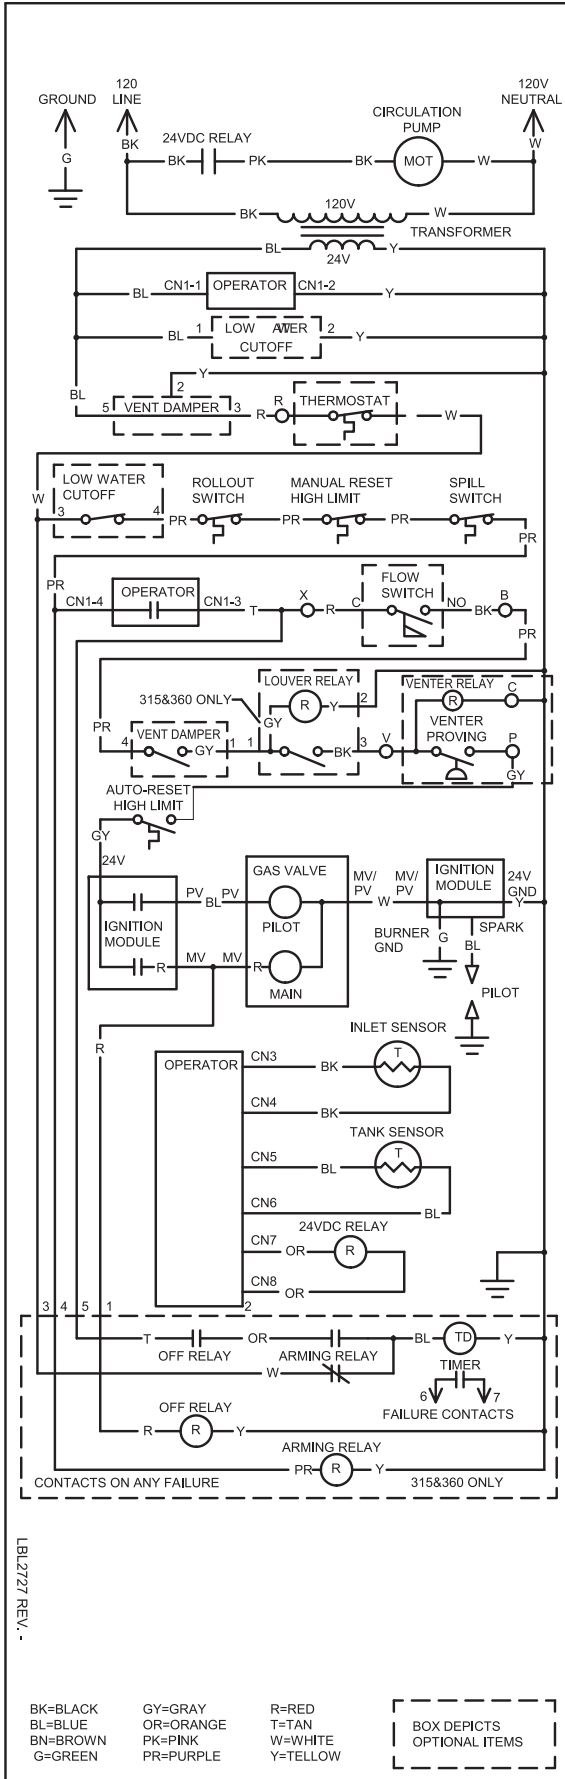 120 120V
GROUND LINE NEUTRAL
CIRCULATION
PUMP
24VDC RELAY
BK W
BK PK BK MOT W
G
120V
BK W
TRANSFORMER
BL Y
24V
CN1-1 OPERATOR CN1-2
BL Y
1 LOW WATER 2
BL CUTOFF Y
Y
2
BL
R THERMOSTAT
5 VENT DAMPER 3 R W
LOW WATER
CUTOFF
ROLLOUT
SWITCH
MANUAL RESET
HIGH LIMIT
SPILL
SWITCH
W
3 4 PR PR PR
PR
PR
FLOW
SWITCH
CN1-4 OPERATOR CN1-3 X B
T R C NO BK
PR
LOUVER RELAY VENTER RELAY C
315&360 ONLY R Y 2 R
GY VENTER
PROVING
PR VENT DAMPER V P
4 GY 1 1 BK 3
GY
AUTO-RESET
HIGH LIMIT
GY
24V
GAS VALVE MV/
PV
MV/
PV
IGNITION
MODULE
24V
GND
PV BL PV W Y
IGNITION
MODULE
PILOT BURNER
GND
G SPARK
BL
MV MV
R R
MAIN PILOT
INLET SENSOR
R
OPERATOR CN3 T
BK
CN4
BK
TANK SENSOR
CN5 T
BL
CN6
BL
24VDC RELAY
CN7
OR R
CN8
OR
3 4 5 1 2
T OR BL TD Y
OFF RELAY ARMING RELAY TIMER
W
6 7
OFF RELAY FAILURE CONTACTS
R R Y
ARMING RELAY
PR R Y
CONTACTS ON ANY FAILURE 315&360 ONLY
LBL2727 REV. -
BK=BLACK GY=GRAY R=RED
BL=BLUE OR=ORANGE T=TAN
BN=BROWN PK=PINK W=WHITE
G=GREEN PR=PURPLE Y=TELLOW
BOX DEPICTS
OPTIONAL ITEMS